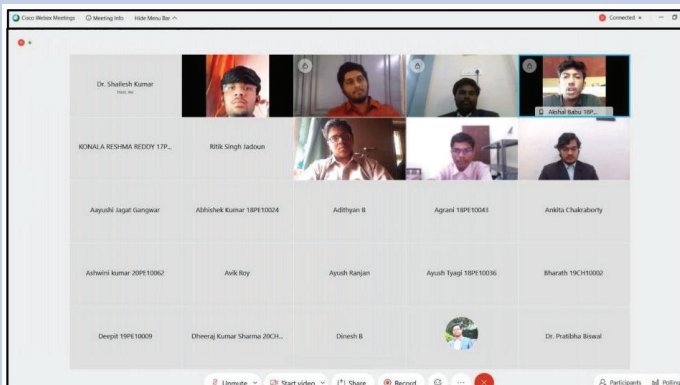 Cisco Webex Meetings Meeting Info Hide Menu Bar Connected
Dr. Shailesh Kumar
Host, Me
Akshal Babu 18P...
KONALA RESHMA REDDY 17P...
Ritik Singh Jadoun
Aayushi Jagat Gangwar
Abhishek Kumar 18PE10024
Adithyan B
Agrani 18PE10043
Ankita Chakraborty
Ashwini kumar 20PE10062
Avik Roy
Ayush Ranjan
Ayush Tyagi 18PE10036
Bharath 19CH10002
Deepit 19PE10009
Dheeraj Kumar Sharma 20CH...
Dinesh B
Dr. Pratibha Biswal
Unmute Start video Share Record Participants Polling